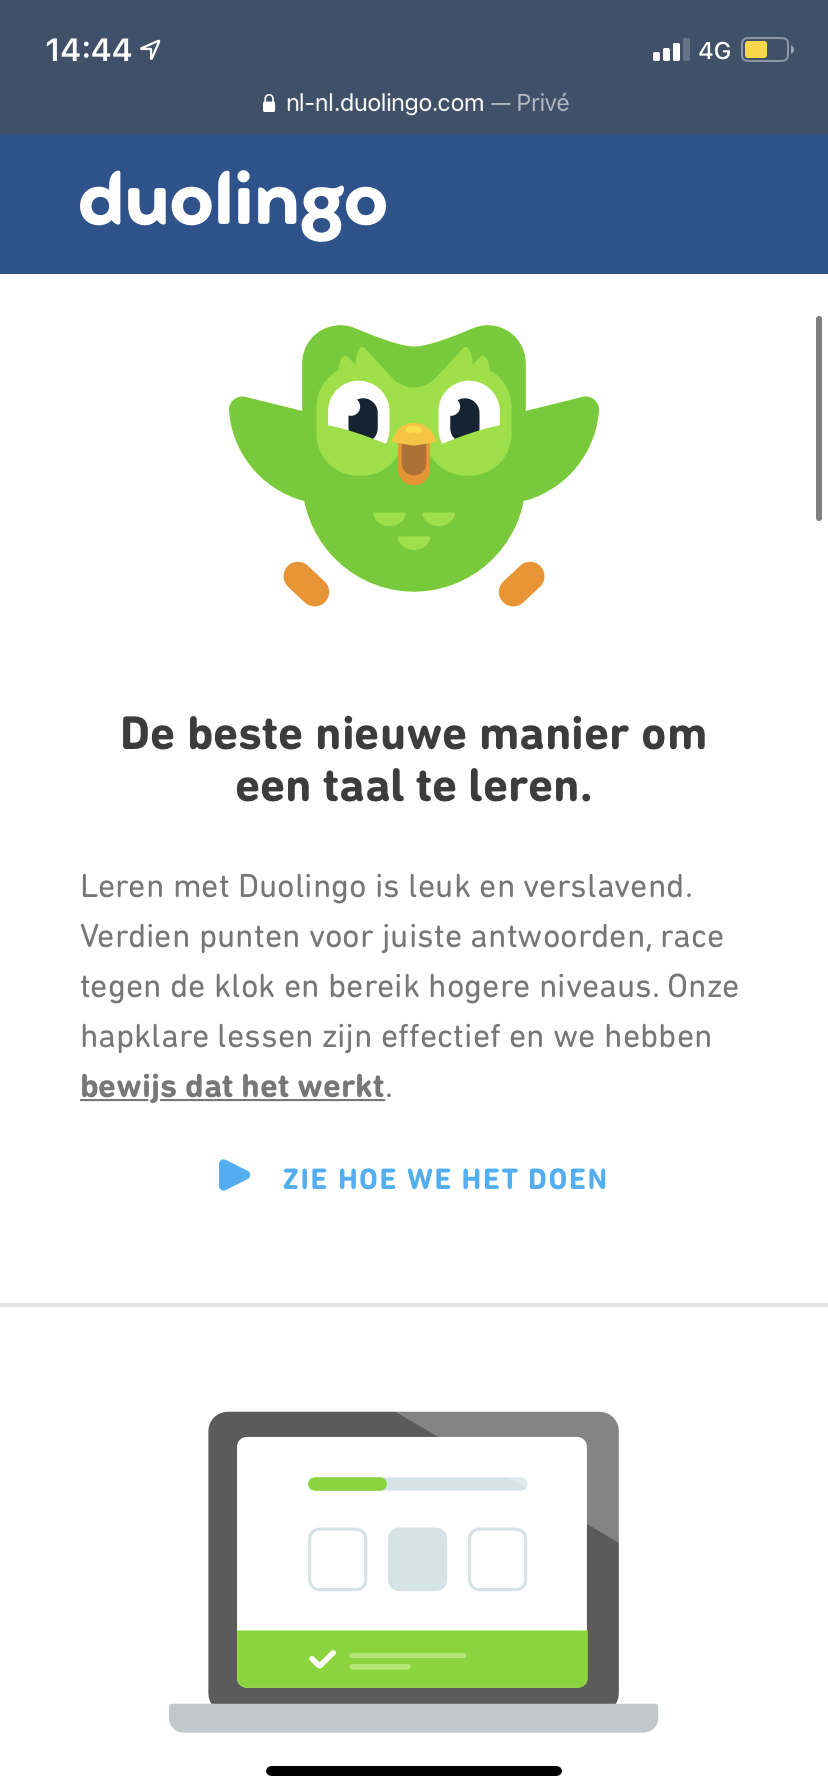 14:44
4G
nl-nl.duolingo.com — Privé
duolingo
De beste nieuwe manier om
een taal te leren.
Leren met Duolingo is leuk en verslavend.
Verdien punten voor juiste antwoorden, race
tegen de klok en bereik hogere niveaus. Onze
hapklare lessen zijn effectief en we hebben
bewijs dat het werkt.
ZIE HOE WE HET DOEN